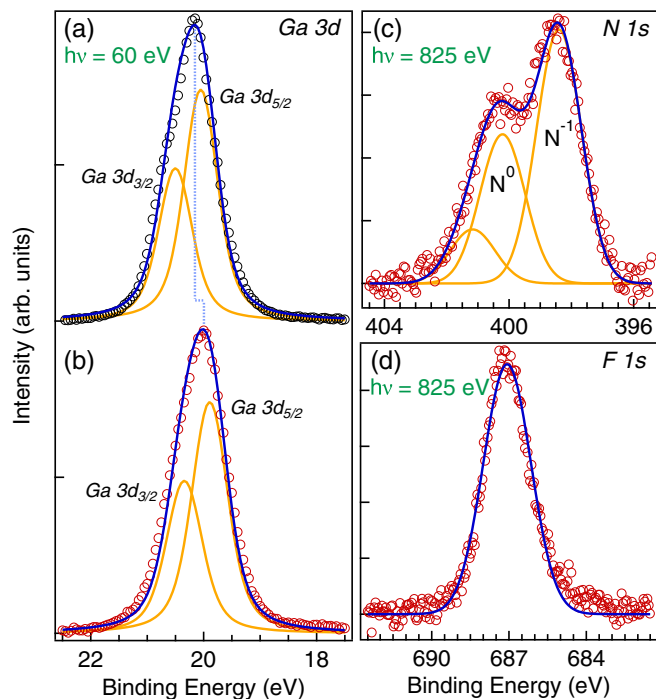 (a)
Ga 3d
hν = 60 eV
Ga 3d5/2
Ga 3d3/2
(b)
Ga 3d5/2
Ga 3d3/2
22
20
18
Binding Energy (eV)
Intensity (arb. units)
(c)
N 1s
hν = 825 eV
N⁻¹
N⁰
404
400
396
(d)
F 1s
hν = 825 eV
690
687
684
Binding Energy (eV)